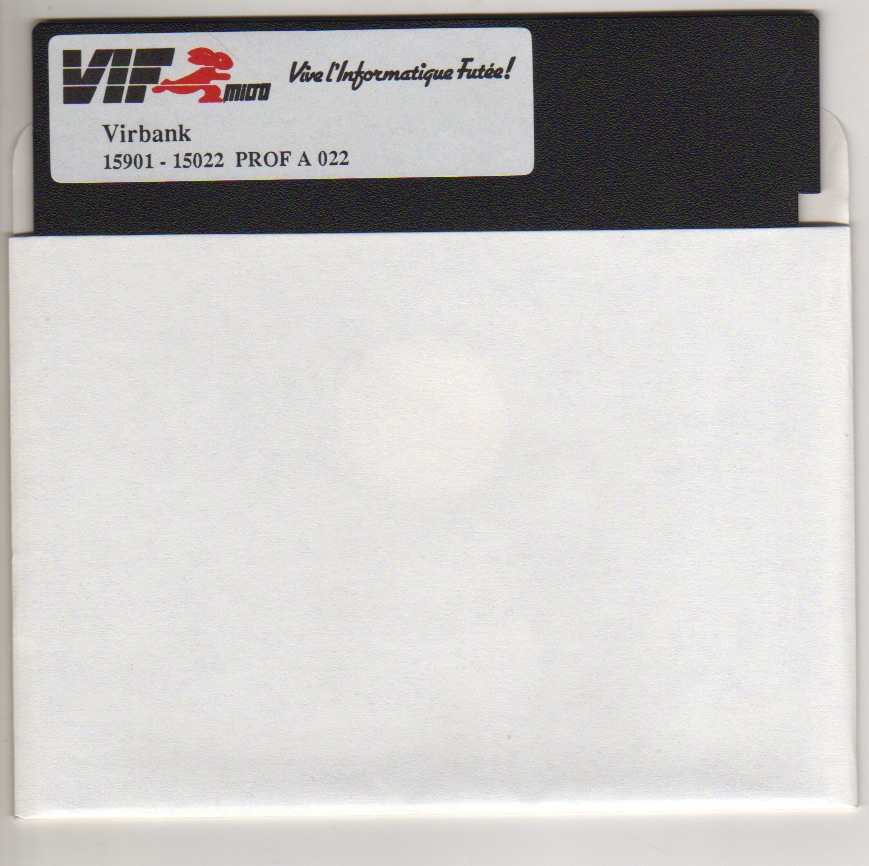 VIF micro Vive l'Informatique Futée!
Virbank
15901 - 15022 PROF A 022